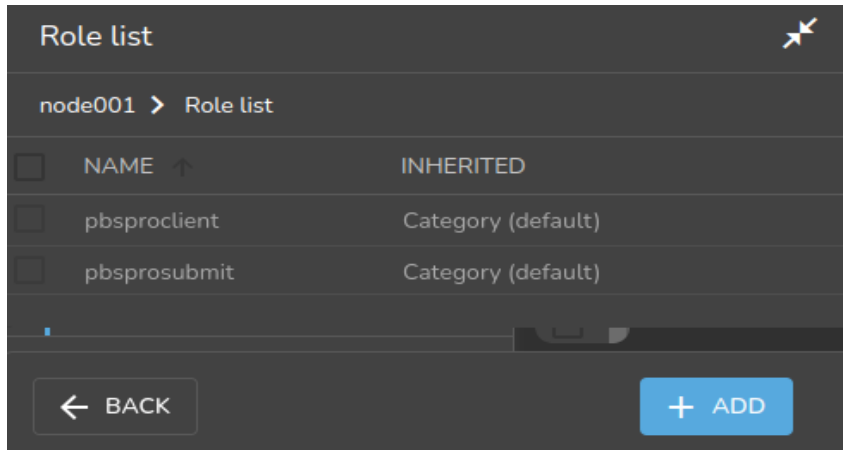 Role list
node001 > Role list
NAME ↑ INHERITED
pbsproclient Category (default)
pbsprosubmit Category (default)
← BACK + ADD